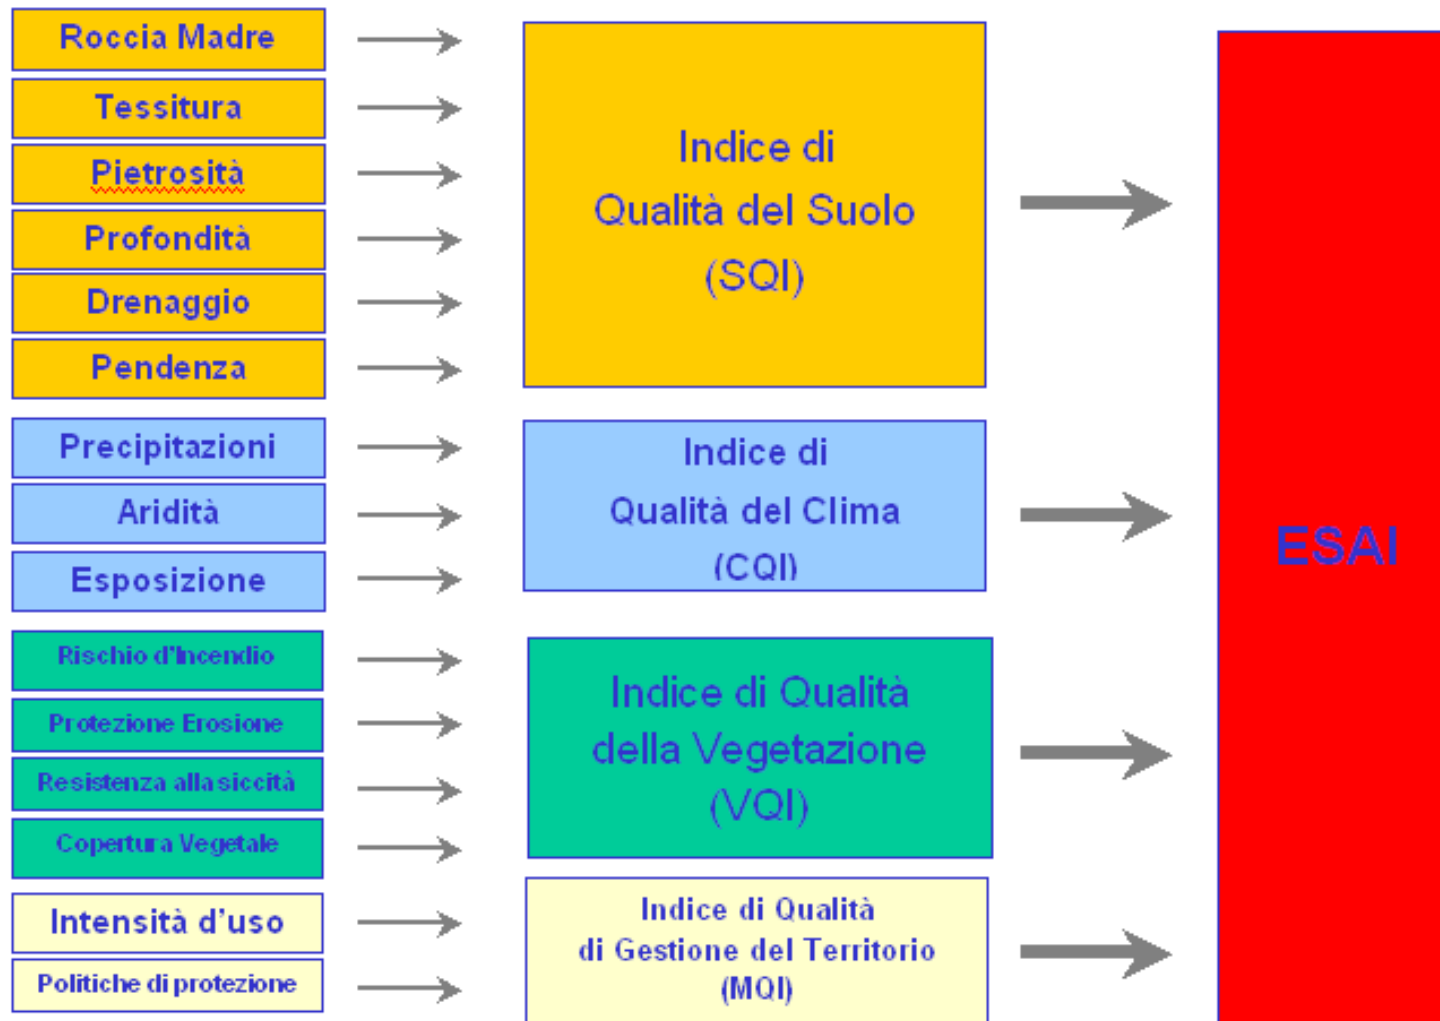 Roccia Madre
Tessitura
Pietrosità
Profondità
Drenaggio
Pendenza
Indice di
Qualità del Suolo
(SQI)
Precipitazioni
Aridità
Esposizione
Indice di
Qualità del Clima
(CQI)
Rischio d'Incendio
Protezione Erosione
Resistenza alla siccità
Copertura Vegetale
Indice di Qualità
della Vegetazione
(VQI)
Intensità d'uso
Politiche di protezione
Indice di Qualità
di Gestione del Territorio
(MQI)
ESAI